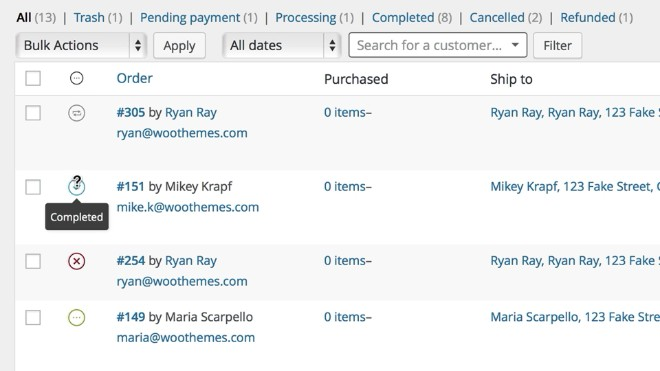 All (13) | Trash (1) | Pending payment (1) | Processing (1) | Completed (8) | Cancelled (2) | Refunded (1)
Bulk Actions Apply All dates Search for a customer... Filter
Order Purchased Ship to
#305 by Ryan Ray 0 items– Ryan Ray, Ryan Ray, 123 Fake S
ryan@woothemes.com
#151 by Mikey Krapf 0 items– Mikey Krapf, 123 Fake Street,
mike.k@woothemes.com
Completed
#254 by Ryan Ray 0 items– Ryan Ray, Ryan Ray, 123 Fake S
ryan@woothemes.com
#149 by Maria Scarpello 0 items– Maria Scarpello, 123 Fake Stre
maria@woothemes.com